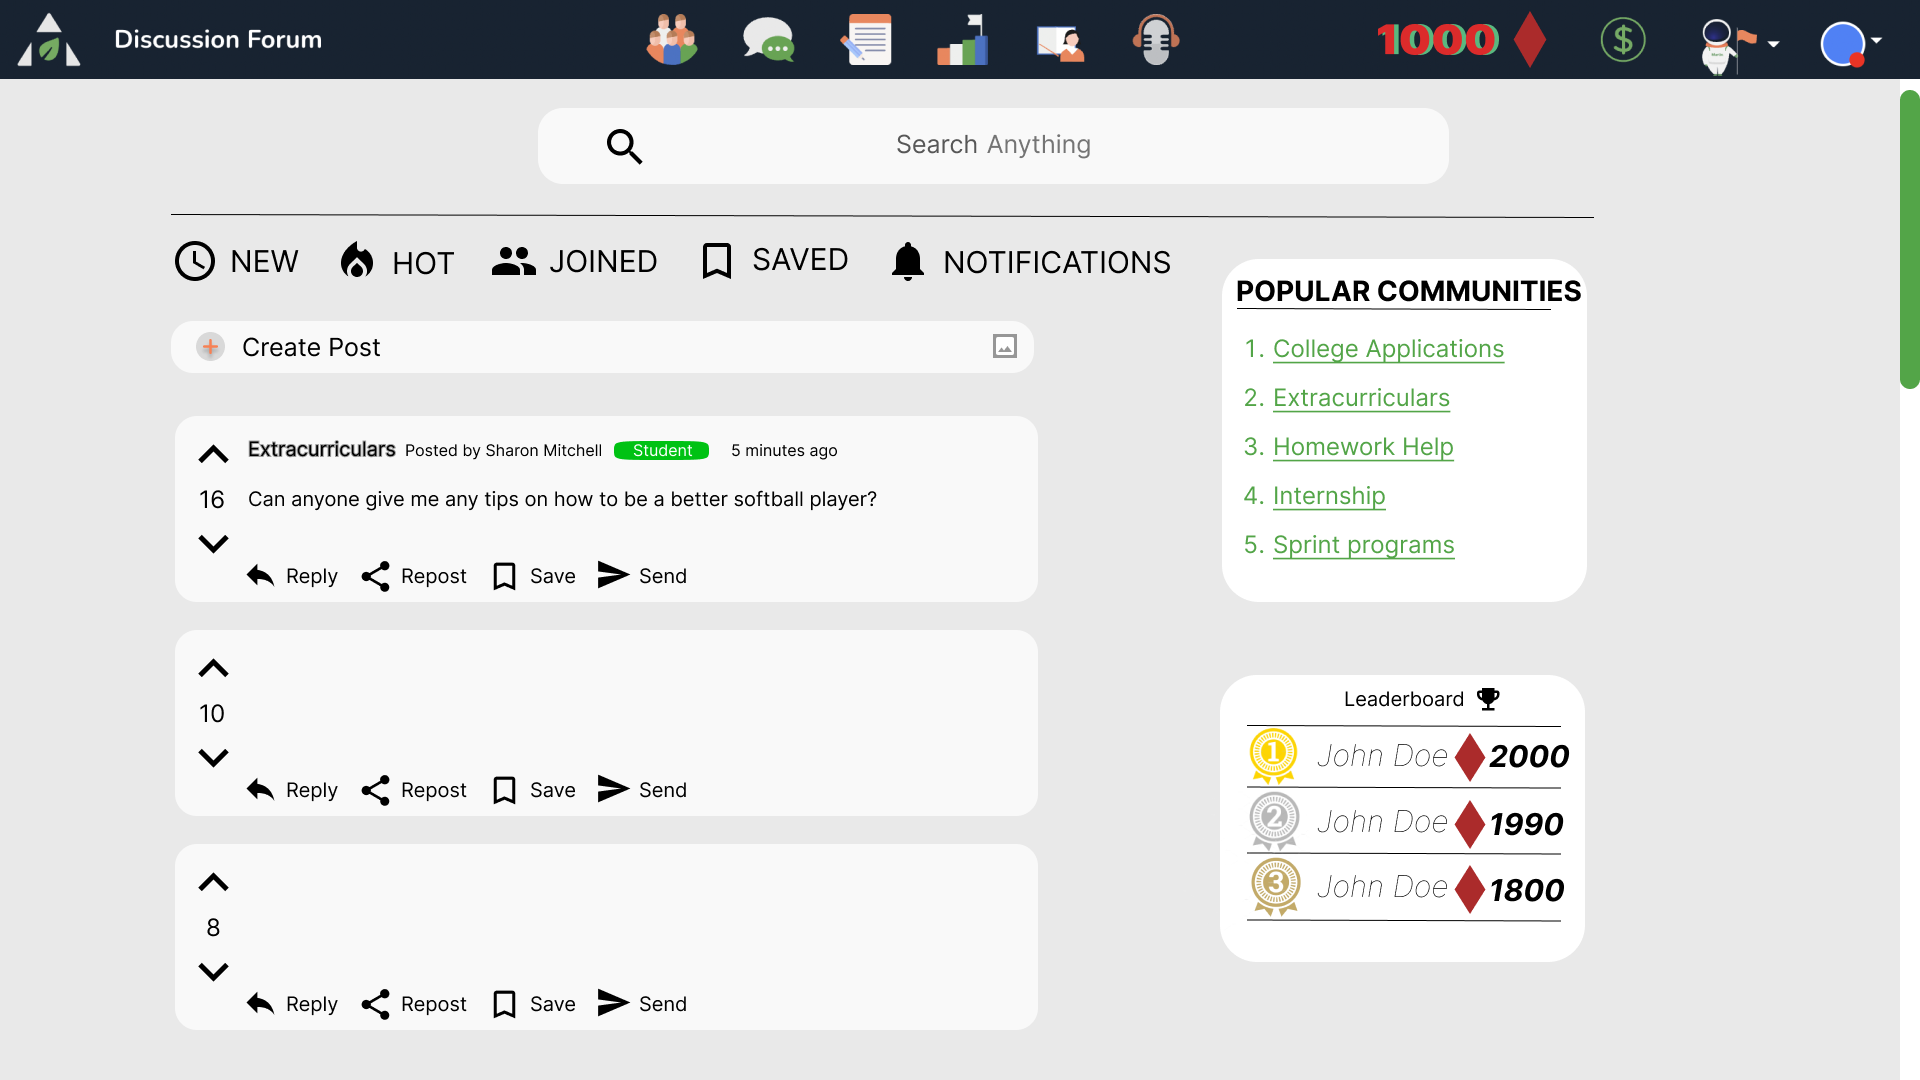 Discussion Forum
1000
Search Anything
NEW
HOT
JOINED
SAVED
NOTIFICATIONS
Create Post
Extracurriculars Posted by Sharon Mitchell Student 5 minutes ago
16
Can anyone give me any tips on how to be a better softball player?
Reply Repost Save Send
10
Reply Repost Save Send
8
Reply Repost Save Send
POPULAR COMMUNITIES
1. College Applications
2. Extracurriculars
3. Homework Help
4. Internship
5. Sprint programs
Leaderboard
1 John Doe 2000
2 John Doe 1990
3 John Doe 1800